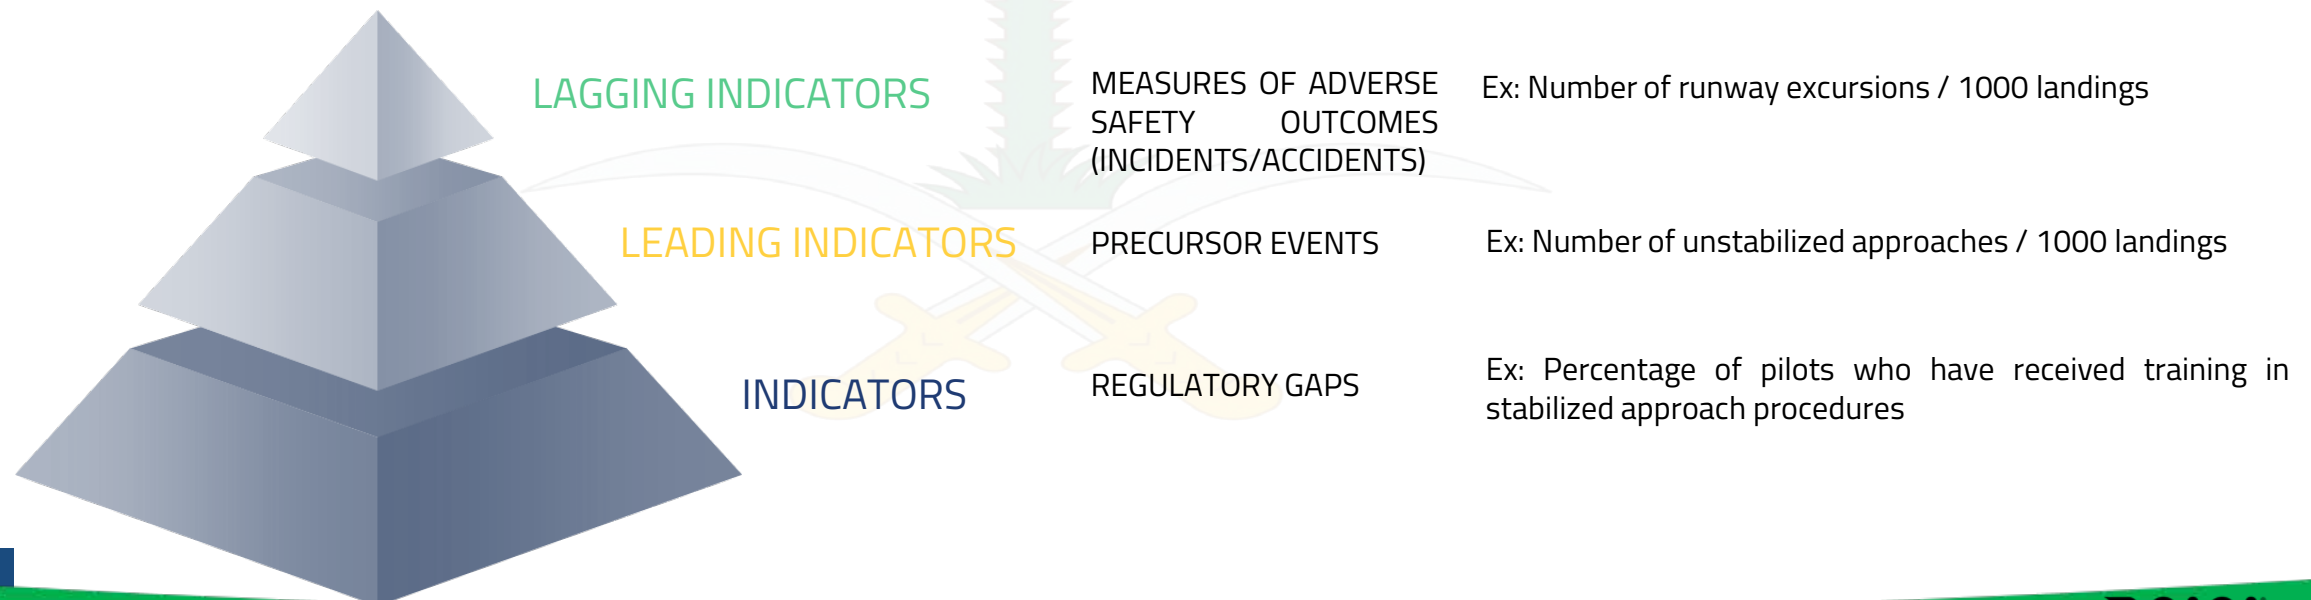 LAGGING INDICATORS
MEASURES OF ADVERSE
SAFETY OUTCOMES
(INCIDENTS/ACCIDENTS)
Ex: Number of runway excursions / 1000 landings
LEADING INDICATORS
PRECURSOR EVENTS
Ex: Number of unstabilized approaches / 1000 landings
INDICATORS
REGULATORY GAPS
Ex: Percentage of pilots who have received training in
stabilized approach procedures